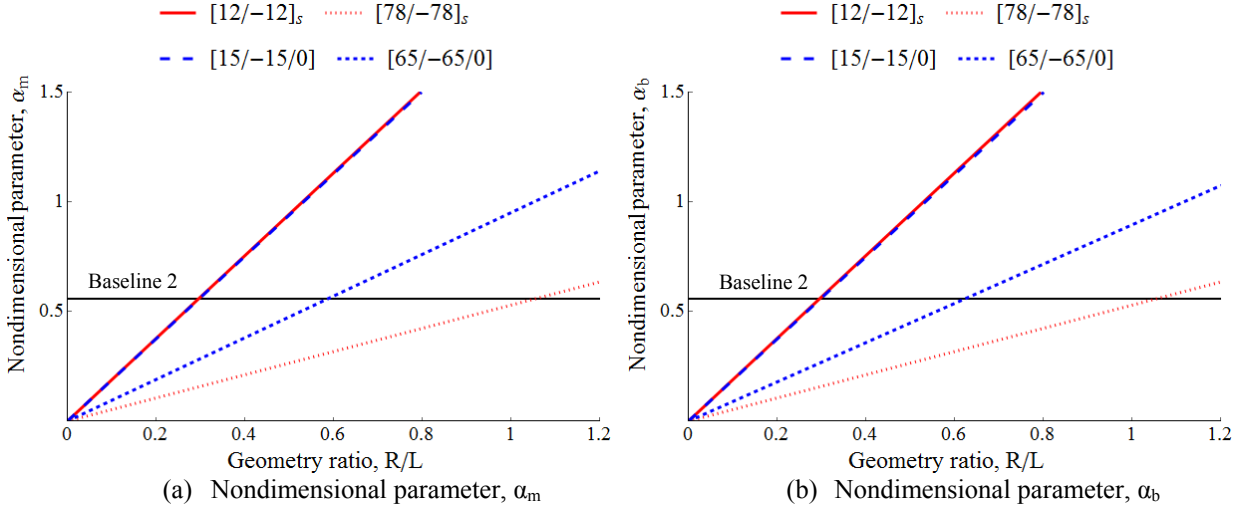 [12/−12]s [78/−78]s
[15/−15/0] [65/−65/0]
1.5
1
0.5
Nondimensional parameter, αm
Baseline 2
0 0.2 0.4 0.6 0.8 1 1.2
Geometry ratio, R/L
(a) Nondimensional parameter, αm
[12/−12]s [78/−78]s
[15/−15/0] [65/−65/0]
1.5
1
0.5
Nondimensional parameter, αb
Baseline 2
0 0.2 0.4 0.6 0.8 1 1.2
Geometry ratio, R/L
(b) Nondimensional parameter, αb